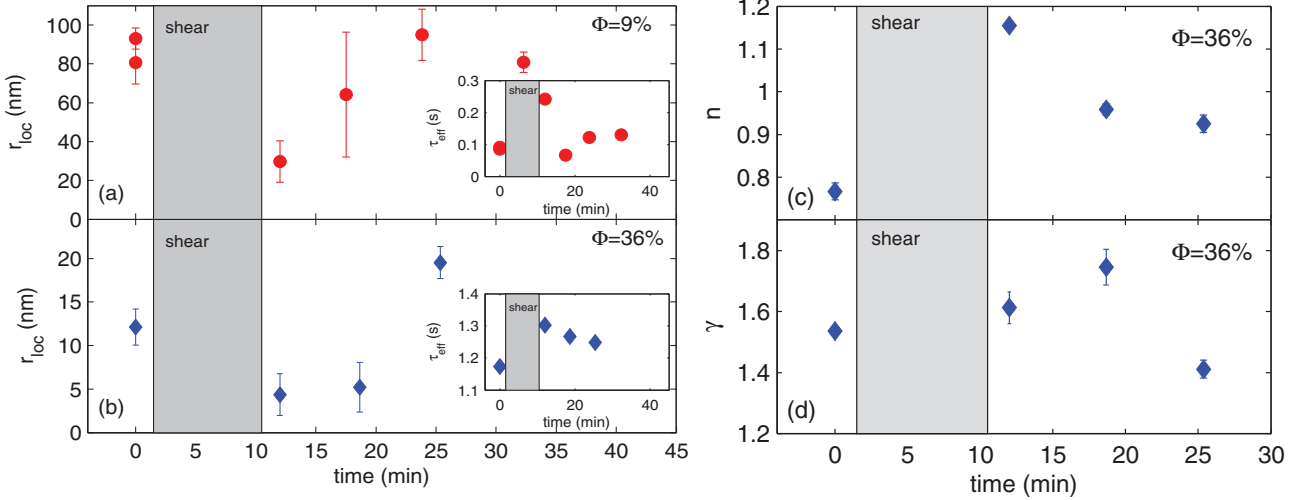 100
80
60
40
20
0
r_loc (nm)
shear
Φ=9%
(a)
0.3
0.2
0.1
0
τ_eff (s)
shear
0 20 40
time (min)
20
15
10
5
0
r_loc (nm)
shear
Φ=36%
(b)
1.4
1.3
1.2
1.1
τ_eff (s)
shear
0 20 40
time (min)
0 5 10 15 20 25 30 35 40 45
time (min)
1
0.9
0.8
n
shear
Φ=36%
(c)
1.8
1.6
1.4
1.2
γ
shear
Φ=36%
(d)
0 5 10 15 20 25 30
time (min)